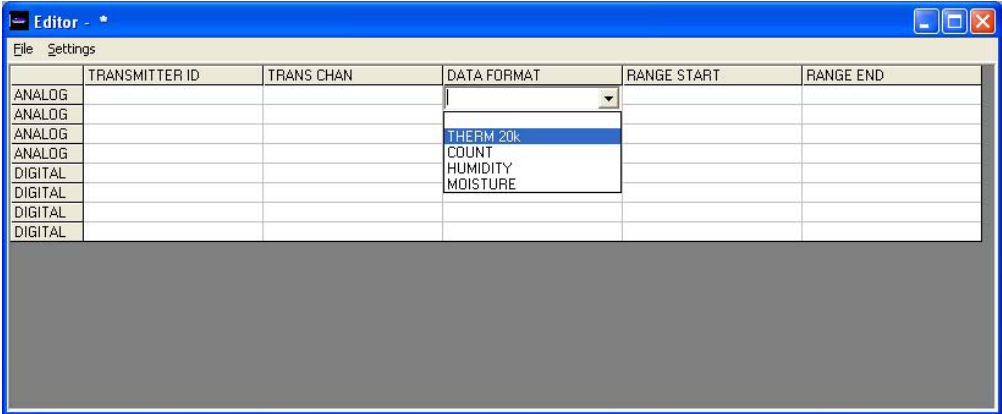 Editor - *
File Settings
TRANSMITTER ID TRANS CHAN DATA FORMAT RANGE START RANGE END
ANALOG
ANALOG
THERM 20k
ANALOG
COUNT
ANALOG
HUMIDITY
DIGITAL
MOISTURE
DIGITAL
DIGITAL
DIGITAL